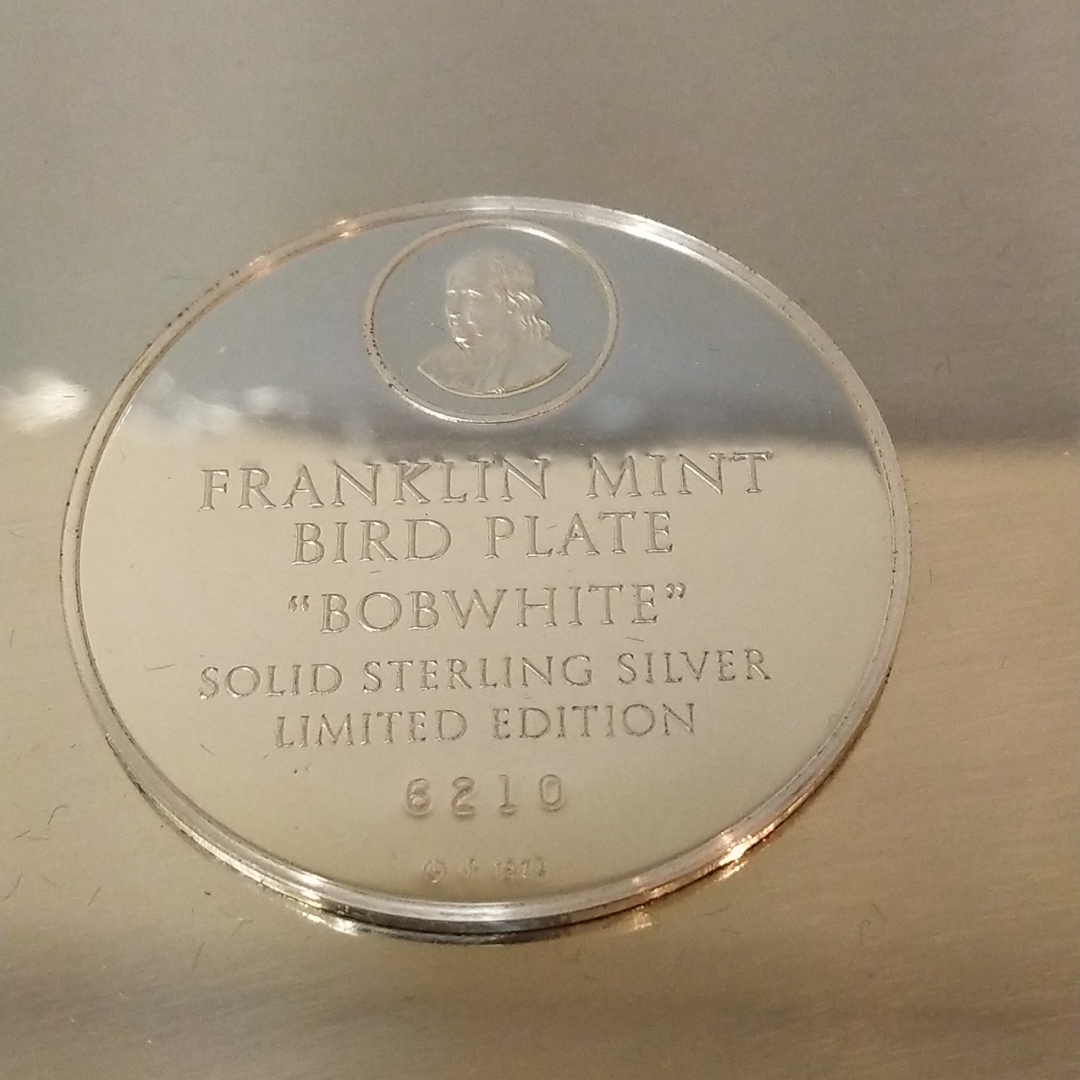 FRANKLIN MINT
BIRD PLATE
“BOBWHITE”
SOLID STERLING SILVER
LIMITED EDITION
6210